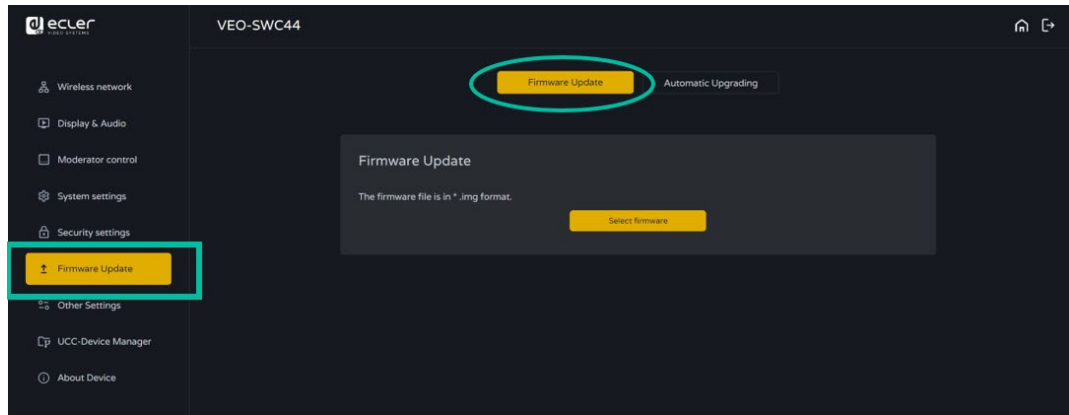 ecler
VIDEO SYSTEMS
VEO-SWC44
Wireless network
Display & Audio
Moderator control
System settings
Security settings
Firmware Update
Other Settings
UCC-Device Manager
About Device
Firmware Update
Automatic Upgrading
Firmware Update
The firmware file is in * .img format.
Select firmware